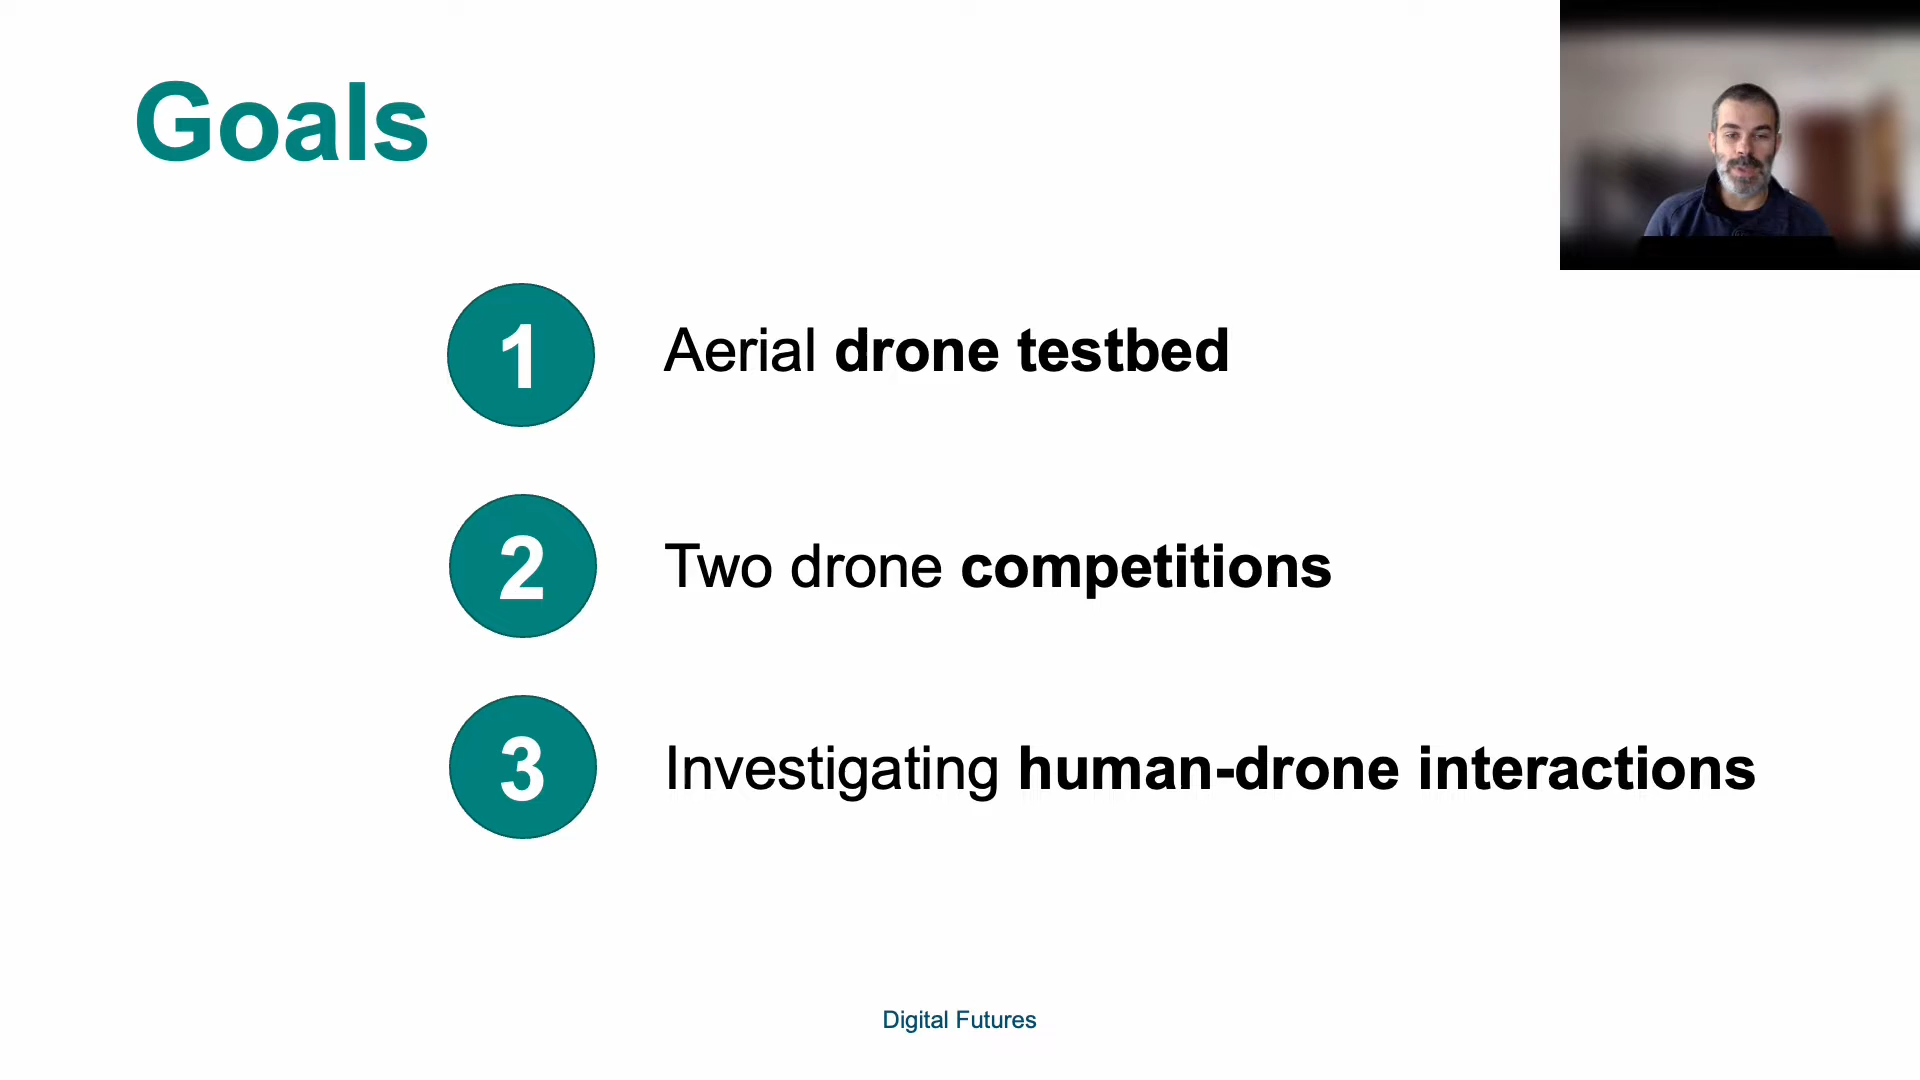 Goals
1
Aerial drone testbed
2
Two drone competitions
3
Investigating human-drone interactions
Digital Futures